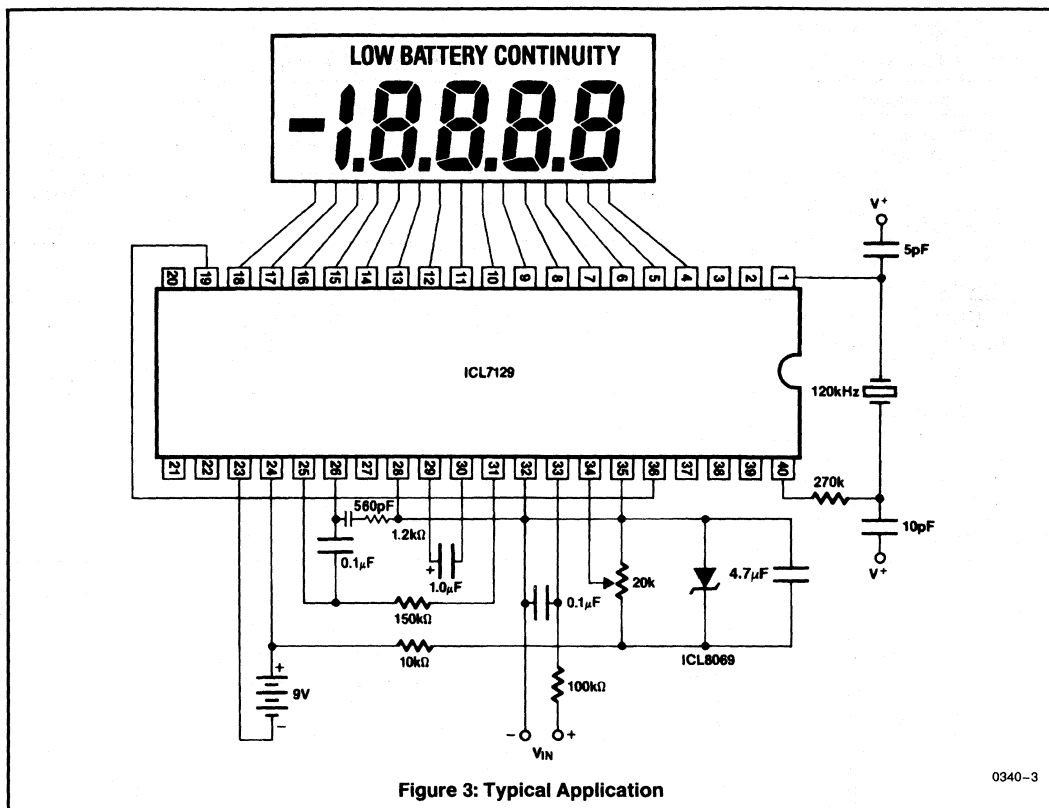 LOW BATTERY CONTINUITY
-1.8.8.8.8
V+
5pF
20 19 18 17 16 15 14 13 12 11 10 9 8 7 6 5 4 3 2 1
ICL7129
120kHz
21 22 23 24 25 26 27 28 29 30 31 32 33 34 35 36 37 38 39 40
270k
560pF
1.2kΩ
10pF
0.1μF
+
1.0μF
0.1μF
20k
4.7μF
V+
150kΩ
10kΩ
ICL8069
+
9V
−
100kΩ
− VIN +
Figure 3: Typical Application
0340–3